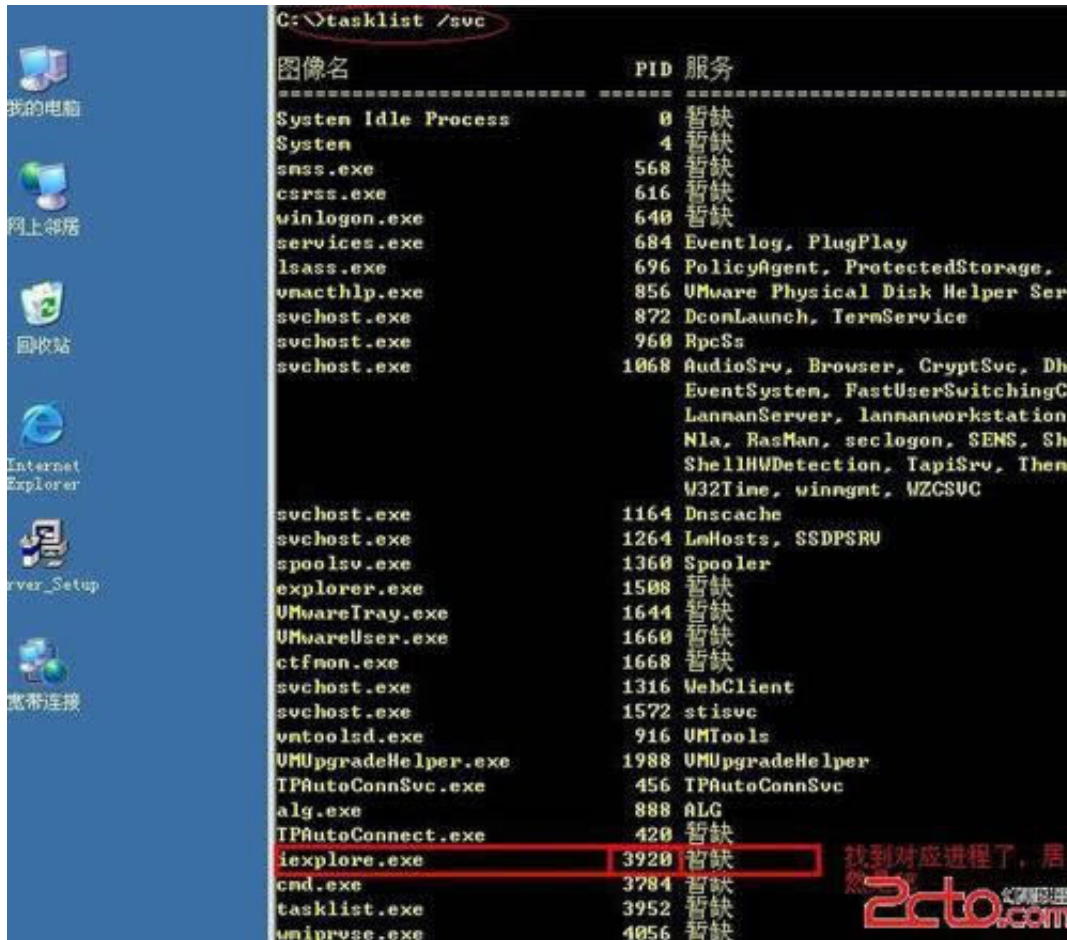 我的电脑
网上邻居
回收站
Internet
Explorer
rver_Setup
宽带连接
C:\>tasklist /svc
图像名 PID 服务
========================= ====== =============================
System Idle Process 0 暂缺
System 4 暂缺
smss.exe 568 暂缺
csrss.exe 616 暂缺
winlogon.exe 640 暂缺
services.exe 684 Eventlog, PlugPlay
lsass.exe 696 PolicyAgent, ProtectedStorage,
vmacthlp.exe 856 VMware Physical Disk Helper Ser
svchost.exe 872 DcomLaunch, TermService
svchost.exe 960 RpcSs
svchost.exe 1068 AudioSrv, Browser, CryptSvc, Dh
EventSystem, FastUserSwitchingC
LanmanServer, lanmanworkstation
Nla, RasMan, seclogon, SENS, Sh
ShellHWDetection, TapiSrv, Them
W32Time, winmgmt, WZCSVC
svchost.exe 1164 Dnscache
svchost.exe 1264 LmHosts, SSDPSRV
spoolsv.exe 1360 Spooler
explorer.exe 1508 暂缺
VMwareTray.exe 1644 暂缺
VMwareUser.exe 1660 暂缺
ctfmon.exe 1668 暂缺
svchost.exe 1316 WebClient
svchost.exe 1572 stisvc
vmtoolsd.exe 916 VMTools
VMUpgradeHelper.exe 1988 VMUpgradeHelper
TPAutoConnSvc.exe 456 TPAutoConnSvc
alg.exe 888 ALG
TPAutoConnect.exe 420 暂缺
iexplore.exe 3920 暂缺
找到对应进程了，居
然
cmd.exe 3784 暂缺
tasklist.exe 3952 暂缺
wmiprvse.exe 4056 暂缺
2cto.com